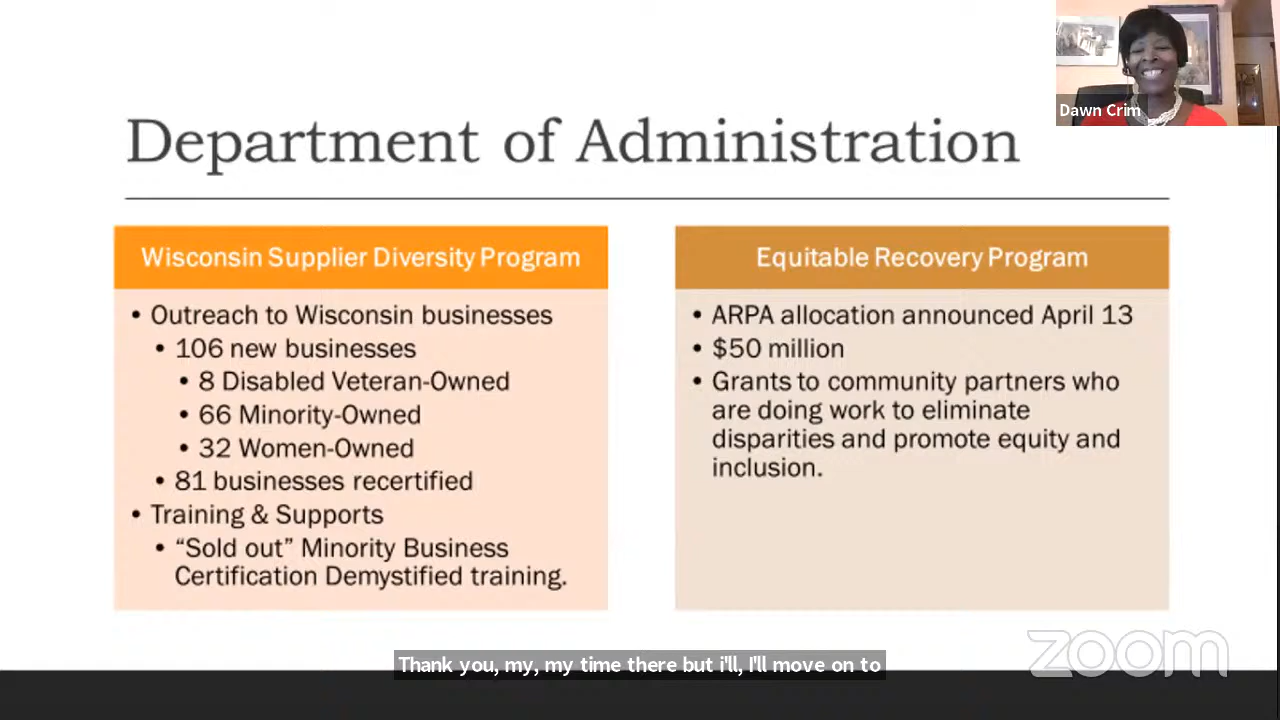 Dawn Crim
Department of Administration
Wisconsin Supplier Diversity Program
• Outreach to Wisconsin businesses
• 106 new businesses
• 8 Disabled Veteran-Owned
• 66 Minority-Owned
• 32 Women-Owned
• 81 businesses recertified
• Training & Supports
• “Sold out” Minority Business
Certification Demystified training.
Equitable Recovery Program
• ARPA allocation announced April 13
• $50 million
• Grants to community partners who
are doing work to eliminate
disparities and promote equity and
inclusion.
zoom
Thank you, my, my time there but i'll, I'll move on to